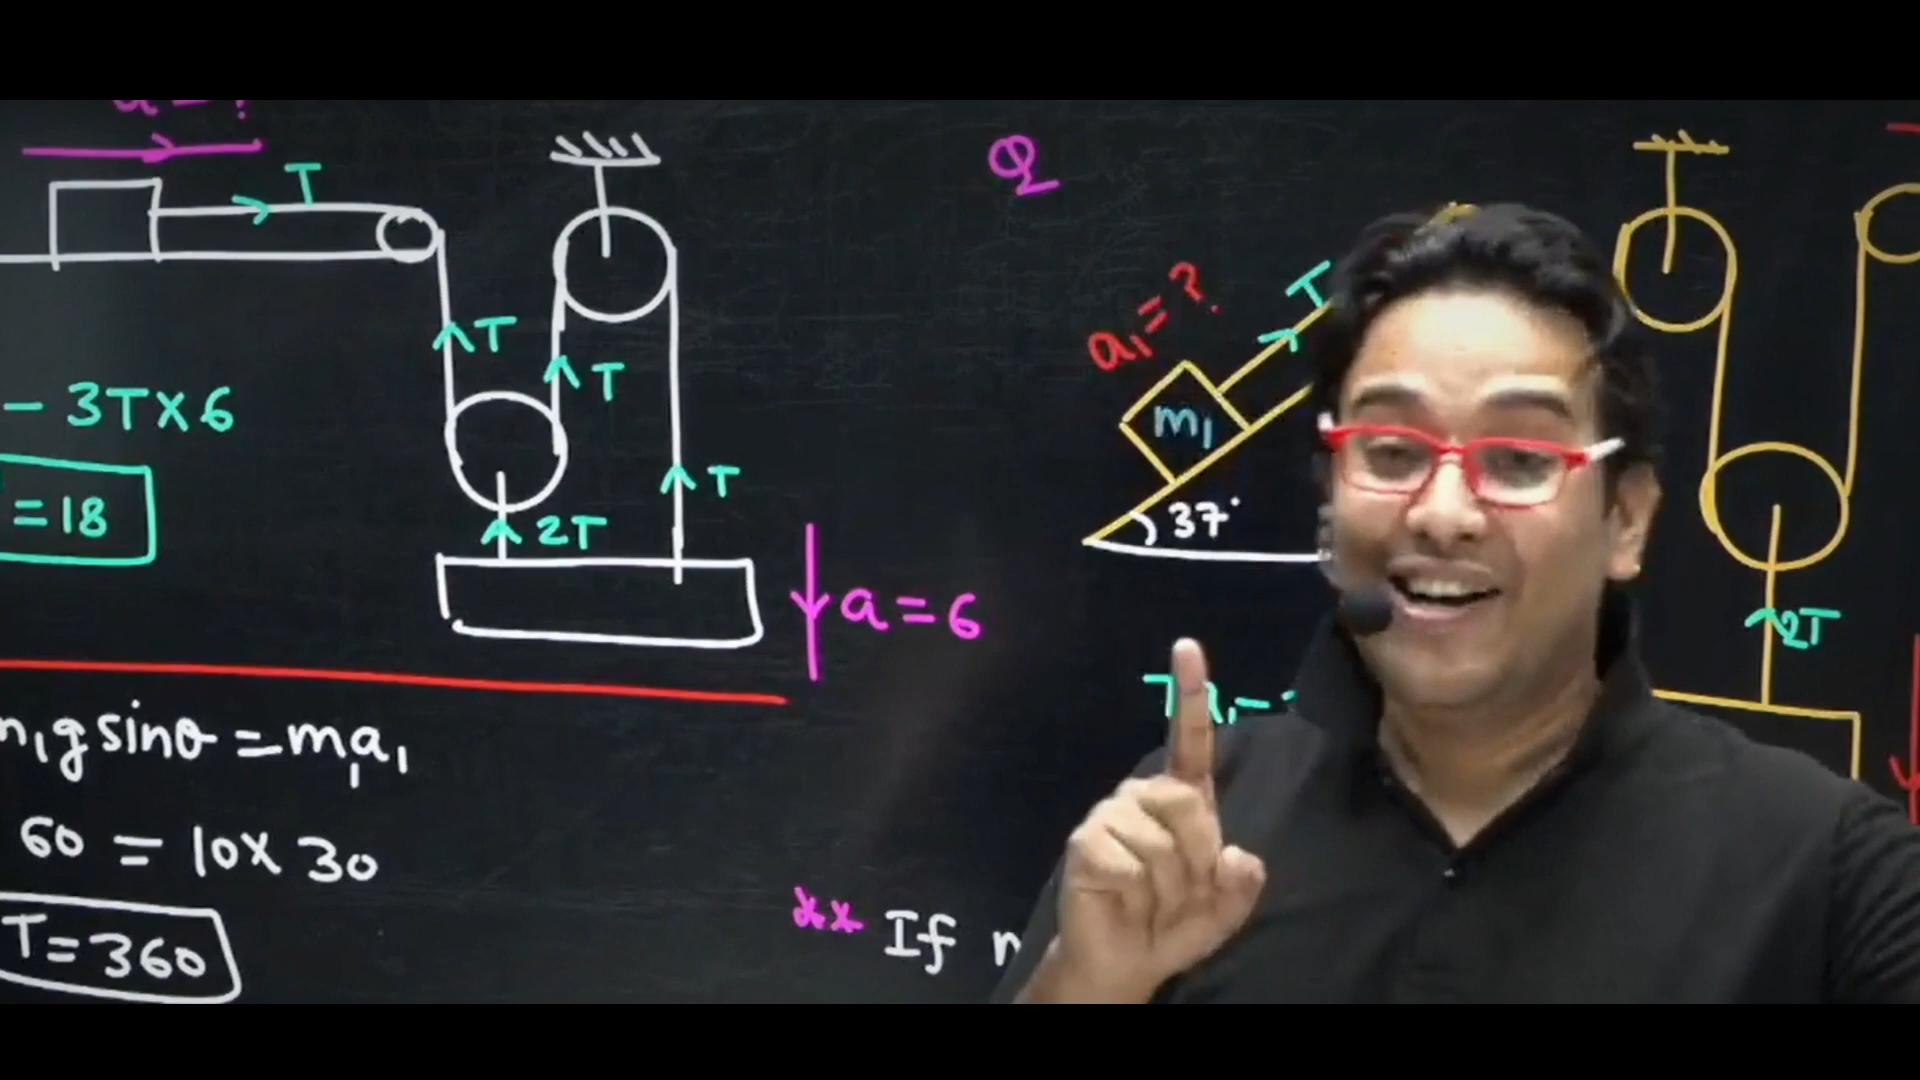 T
T
T
T
2T
a = 6
- 3T×6
= 18
m₁g sinθ = m₁a₁
60 = 10×30
T = 360
Q
a₁ = ?
T
m₁
37°
2T
** If